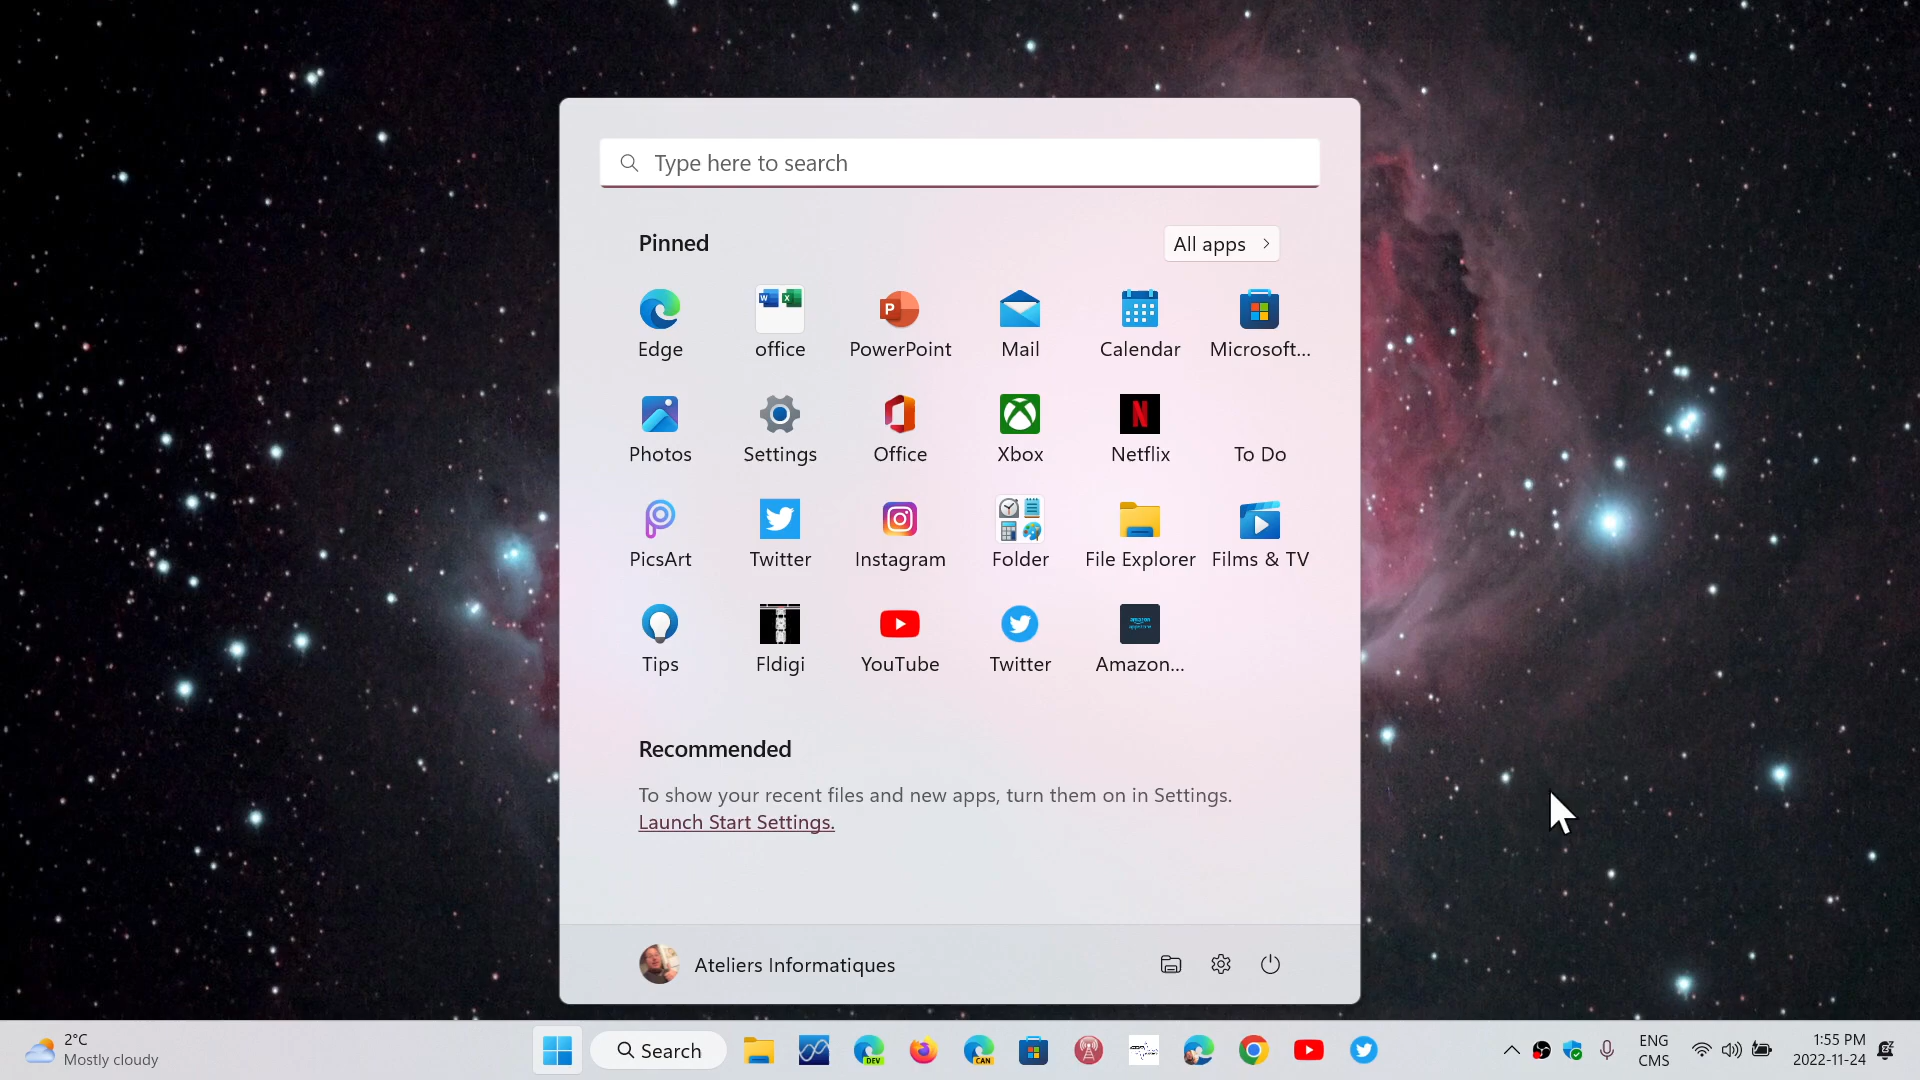 Type here to search
Pinned
All apps
Edge
office
PowerPoint
Mail
Calendar
Microsoft...
Photos
Settings
Office
Xbox
Netflix
To Do
PicsArt
Twitter
Instagram
Folder
File Explorer
Films & TV
Tips
Fldigi
YouTube
Twitter
Amazon...
Recommended
To show your recent files and new apps, turn them on in Settings.
Launch Start Settings.
Ateliers Informatiques
2°C
Mostly cloudy
Search
DEV
CAN
ENG
CMS
1:55 PM
2022-11-24